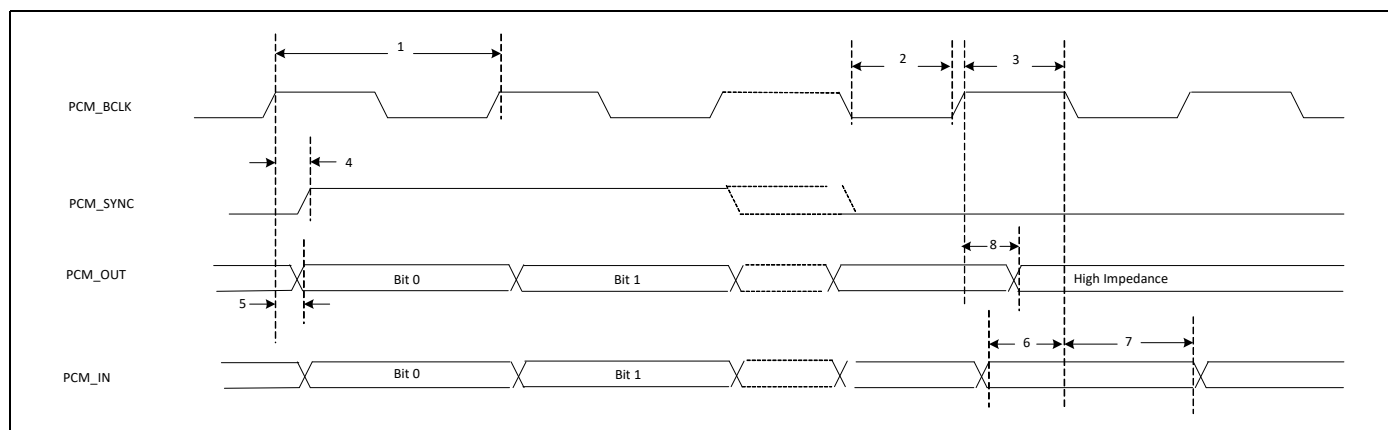 1
2
3
PCM_BCLK
4
PCM_SYNC
8
PCM_OUT
Bit 0
Bit 1
High Impedance
5
6
7
PCM_IN
Bit 0
Bit 1